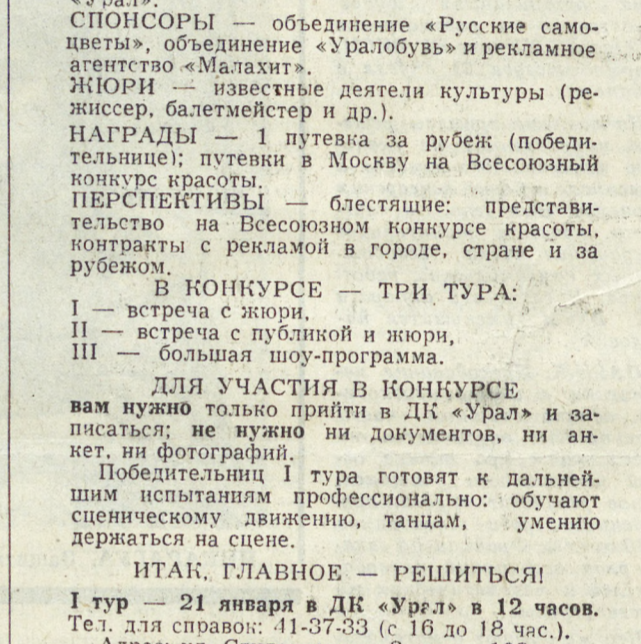 «Урал».
СПОНСОРЫ — объединение «Русские само-
цветы», объединение «Уралобувь» и рекламное
агентство «Малахит».
ЖЮРИ — известные деятели культуры (ре-
жиссер, балетмейстер и др.).
НАГРАДЫ — 1 путевка за рубеж (победи-
тельнице); путевки в Москву на Всесоюзный
конкурс красоты.
ПЕРСПЕКТИВЫ — блестящие: представи-
тельство на Всесоюзном конкурсе красоты,
контракты с рекламой в городе, стране и за
рубежом.
В КОНКУРСЕ — ТРИ ТУРА:
I — встреча с жюри,
II — встреча с публикой и жюри,
III — большая шоу-программа.
ДЛЯ УЧАСТИЯ В КОНКУРСЕ
вам нужно только прийти в ДК «Урал» и за-
писаться; не нужно ни документов, ни ан-
кет, ни фотографий.
Победительниц I тура готовят к дальней-
шим испытаниям профессионально: обучают
сценическому движению, танцам, умению
держаться на сцене.
ИТАК, ГЛАВНОЕ — РЕШИТЬСЯ!
I тур — 21 января в ДК «Урал» в 12 часов.
Тел. для справок: 41-37-33 (с 16 до 18 час.).